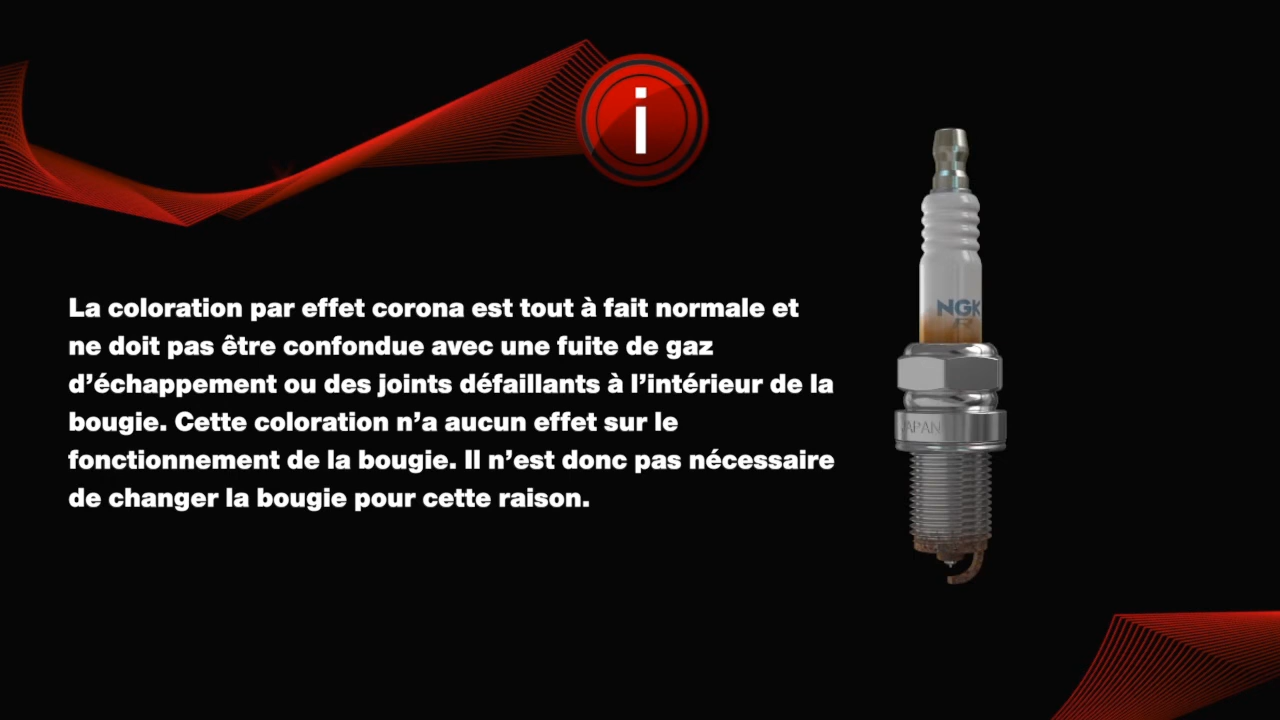 i
La coloration par effet corona est tout à fait normale et
ne doit pas être confondue avec une fuite de gaz
d’échappement ou des joints défaillants à l’intérieur de la
bougie. Cette coloration n’a aucun effet sur le
fonctionnement de la bougie. Il n’est donc pas nécessaire
de changer la bougie pour cette raison.
NGK
R
JAPAN